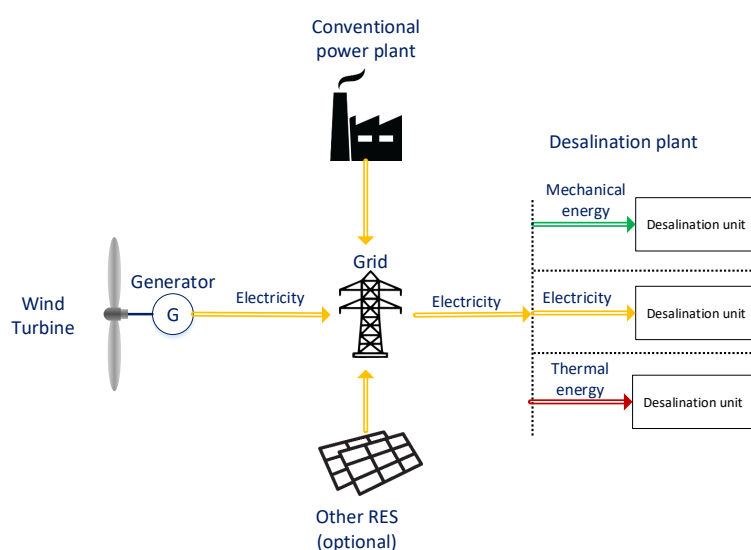 Conventional
power plant
Desalination plant
Mechanical
energy
Desalination unit
Grid
Generator
Wind
Turbine
G
Electricity
Electricity
Electricity
Desalination unit
Thermal
energy
Desalination unit
Other RES
(optional)